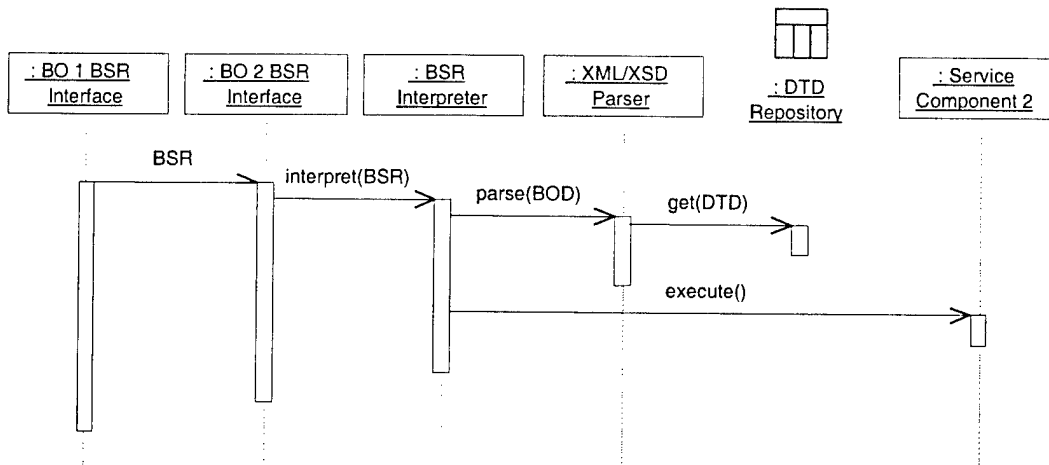 : BO 1 BSR
Interface
: BO 2 BSR
Interface
: BSR
Interpreter
: XML/XSD
Parser
: DTD
Repository
: Service
Component 2
BSR
interpret(BSR)
parse(BOD)
get(DTD)
execute()